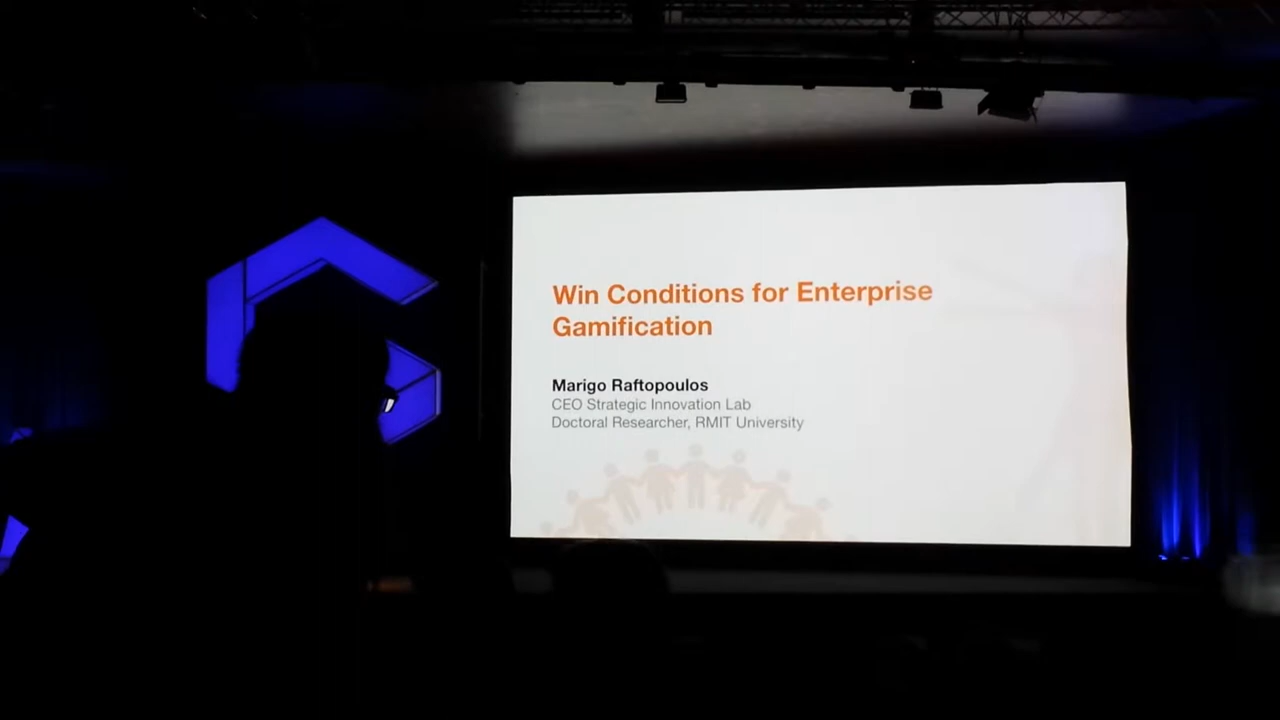 Win Conditions for Enterprise
Gamification
Marigo Raftopoulos
CEO Strategic Innovation Lab
Doctoral Researcher, RMIT University